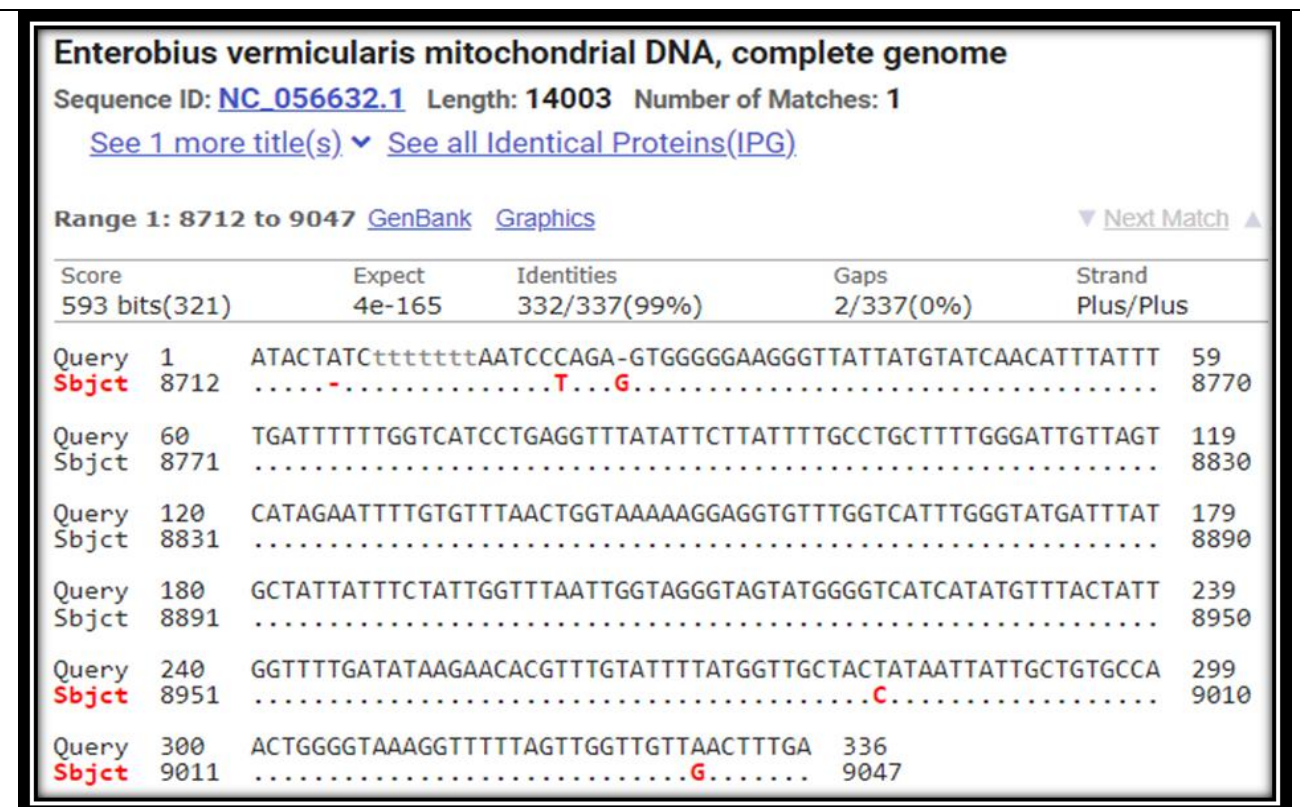 Enterobius vermicularis mitochondrial DNA, complete genome
Sequence ID: NC_056632.1 Length: 14003 Number of Matches: 1
See 1 more title(s) See all Identical Proteins(IPG)
Range 1: 8712 to 9047 GenBank Graphics ▼ Next Match ▲
Score Expect Identities Gaps Strand
593 bits(321) 4e-165 332/337(99%) 2/337(0%) Plus/Plus
Query 1 ATACTATCtttttttAATCCCAGA-GTGGGGGAAGGGTTATTATGTATCAACATTTATTT 59
Sbjct 8712 .....-..............T...G................................... 8770
Query 60 TGATTTTTTGGTCATCCTGAGGTTTATATTCTTATTTTGCCTGCTTTTGGGATTGTTAGT 119
Sbjct 8771 ............................................................ 8830
Query 120 CATAGAATTTTGTGTTTAACTGGTAAAAAGGAGGTGTTTGGTCATTTGGGTATGATTTAT 179
Sbjct 8831 ............................................................ 8890
Query 180 GCTATTATTTCTATTGGTTTAATTGGTAGGGTAGTATGGGGTCATCATATGTTTACTATT 239
Sbjct 8891 ............................................................ 8950
Query 240 GGTTTTGATATAAGAACACGTTTGTATTTTATGGTTGCTACTATAATTATTGCTGTGCCA 299
Sbjct 8951 .........................................C.................. 9010
Query 300 ACTGGGGTAAAGGTTTTTAGTTGGTTGTTAACTTTGA 336
Sbjct 9011 .............................G....... 9047